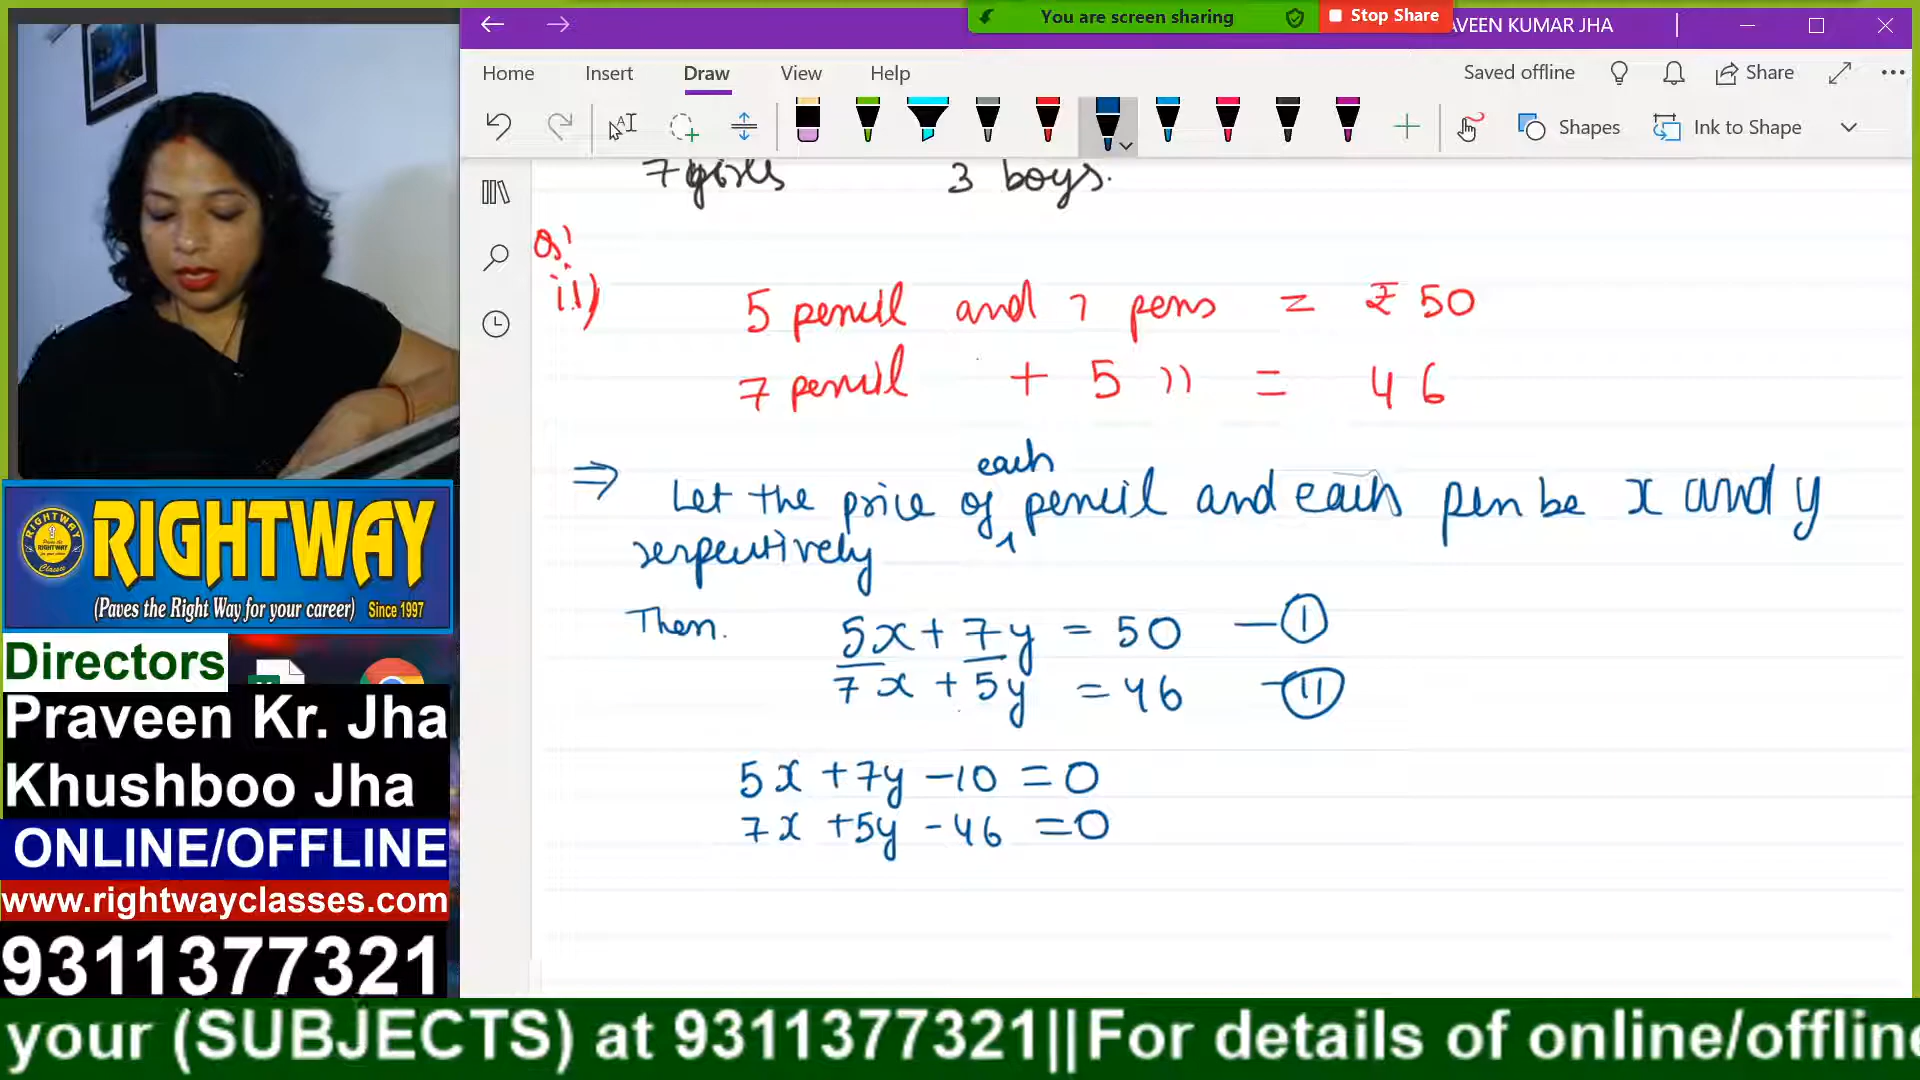 You are screen sharing
Stop Share
AVEEN KUMAR JHA
Home Insert Draw View Help
Saved offline
Share
Shapes
Ink to Shape
7 girls 3 boys.
Q!
ii)
5 pencil and 7 pens = ₹ 50
7 pencil + 5 " = 46
⇒ Let the price of each pencil and each pen be x and y
respectively
Then. 5x + 7y = 50 — I
7x + 5y = 46 — II
5x + 7y - 10 = 0
7x + 5y - 46 = 0
RIGHTWAY
(Paves the Right Way for your career) Since 1997
RIGHTWAY
Classes
Directors
Praveen Kr. Jha
Khushboo Jha
ONLINE/OFFLINE
www.rightwayclasses.com
9311377321
your (SUBJECTS) at 9311377321||For details of online/offline